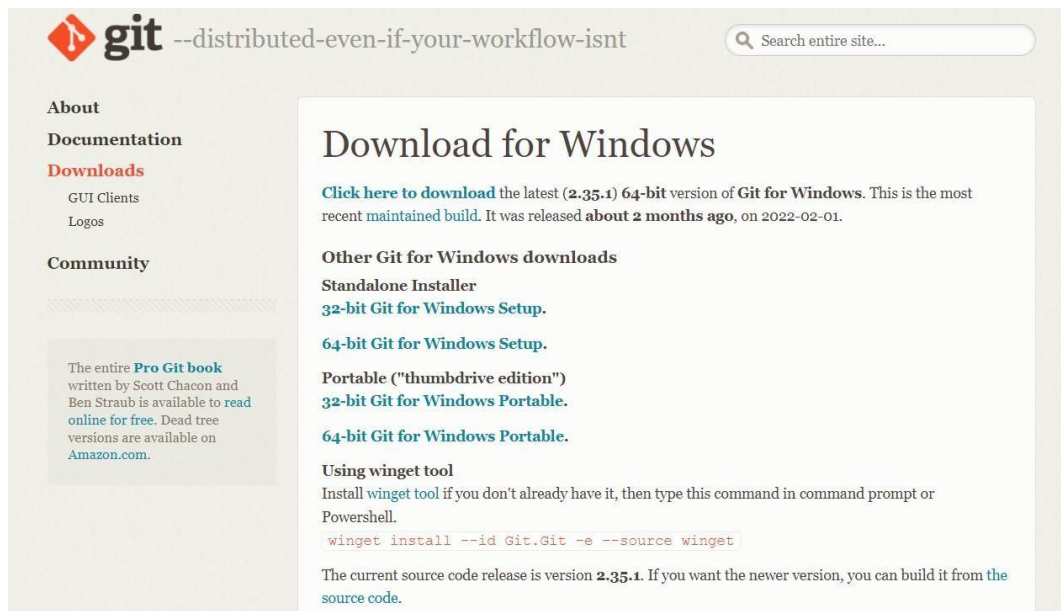 git --distributed-even-if-your-workflow-isnt
Search entire site...
About
Documentation
Downloads
GUI Clients
Logos
Community
The entire Pro Git book
written by Scott Chacon and
Ben Straub is available to read
online for free. Dead tree
versions are available on
Amazon.com.
Download for Windows
Click here to download the latest (2.35.1) 64-bit version of Git for Windows. This is the most
recent maintained build. It was released about 2 months ago, on 2022-02-01.
Other Git for Windows downloads
Standalone Installer
32-bit Git for Windows Setup.
64-bit Git for Windows Setup.
Portable ("thumbdrive edition")
32-bit Git for Windows Portable.
64-bit Git for Windows Portable.
Using winget tool
Install winget tool if you don't already have it, then type this command in command prompt or
Powershell.
winget install --id Git.Git -e --source winget
The current source code release is version 2.35.1. If you want the newer version, you can build it from the
source code.